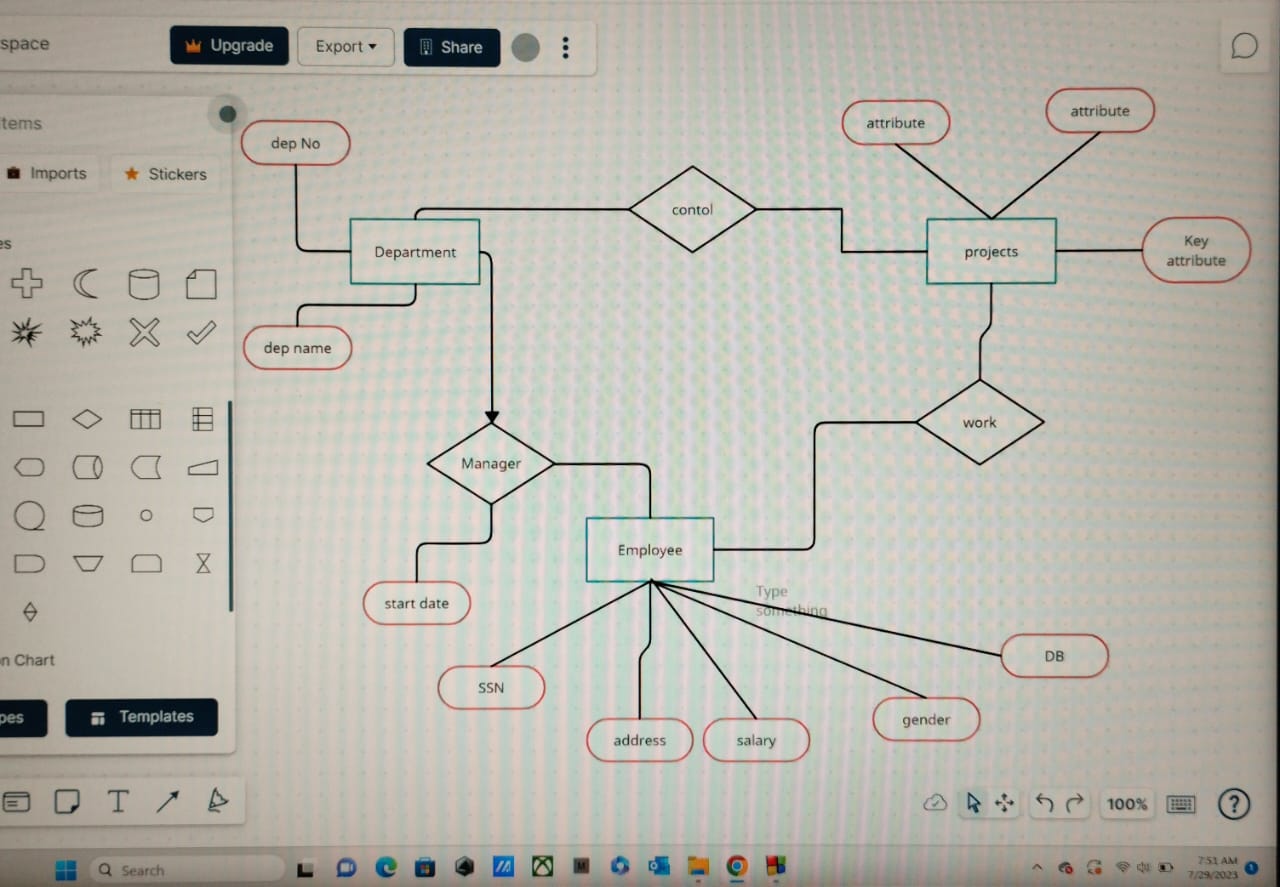 space
Upgrade
Export
Share
Items
Imports
Stickers
es
dep No
attribute
attribute
contol
Department
projects
Key
attribute
dep name
work
Manager
Employee
Type
something
start date
DB
SSN
gender
address
salary
n Chart
pes
Templates
T
100%
?
Search
7:51 AM
7/29/2023
1